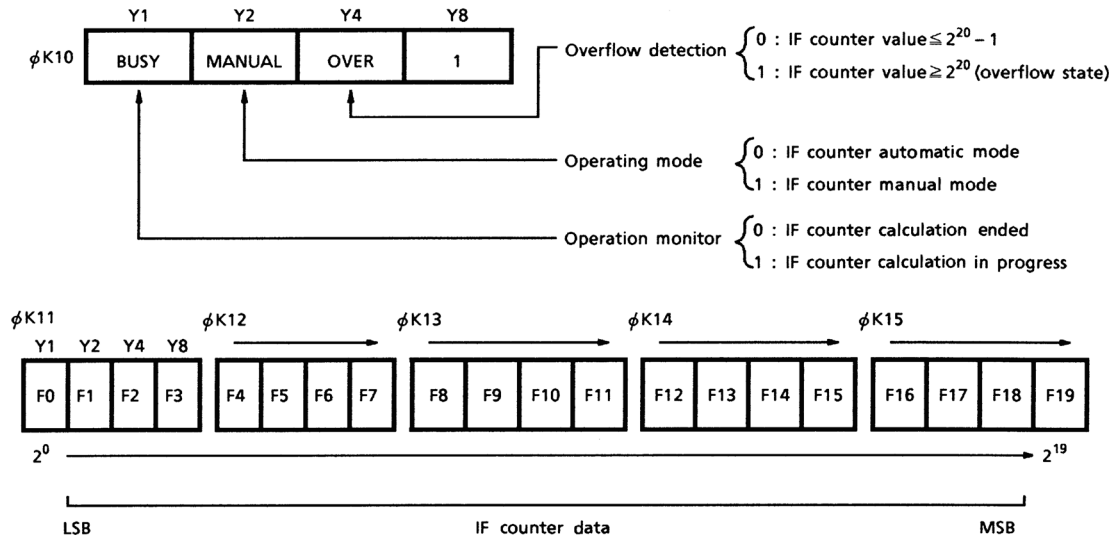 Y1 Y2 Y4 Y8
ϕK10 BUSY MANUAL OVER 1
Overflow detection
0 : IF counter value ≦ 2²⁰ – 1
1 : IF counter value ≧ 2²⁰ (overflow state)
Operating mode
0 : IF counter automatic mode
1 : IF counter manual mode
Operation monitor
0 : IF counter calculation ended
1 : IF counter calculation in progress
ϕK11 ϕK12 ϕK13 ϕK14 ϕK15
Y1 Y2 Y4 Y8
F0 F1 F2 F3 F4 F5 F6 F7 F8 F9 F10 F11 F12 F13 F14 F15 F16 F17 F18 F19
2⁰ 2¹⁹
LSB IF counter data MSB